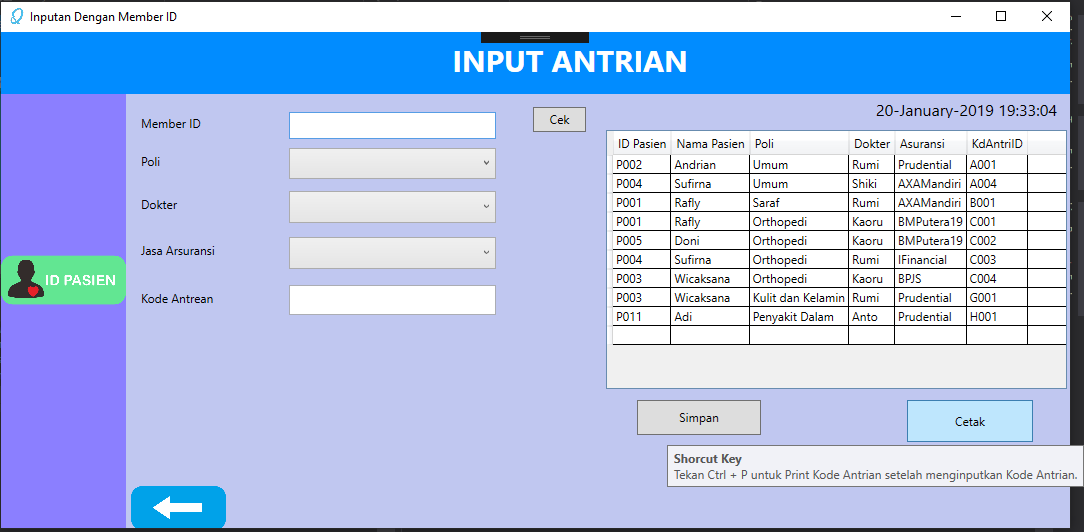 Inputan Dengan Member ID
INPUT ANTRIAN
20-January-2019 19:33:04
Member ID
Cek
Poli
Dokter
Jasa Arsuransi
Kode Antrean
ID PASIEN
ID Pasien Nama Pasien Poli Dokter Asuransi KdAntriID
P002 Andrian Umum Rumi Prudential A001
P004 Sufirna Umum Shiki AXAMandiri A004
P001 Rafly Saraf Rumi AXAMandiri B001
P001 Rafly Orthopedi Kaoru BMPutera19 C001
P005 Doni Orthopedi Kaoru BMPutera19 C002
P004 Sufirna Orthopedi Rumi IFinancial C003
P003 Wicaksana Orthopedi Kaoru BPJS C004
P003 Wicaksana Kulit dan Kelamin Rumi Prudential G001
P011 Adi Penyakit Dalam Anto Prudential H001
Simpan
Cetak
Shorcut Key
Tekan Ctrl + P untuk Print Kode Antrian setelah menginputkan Kode Antrian.